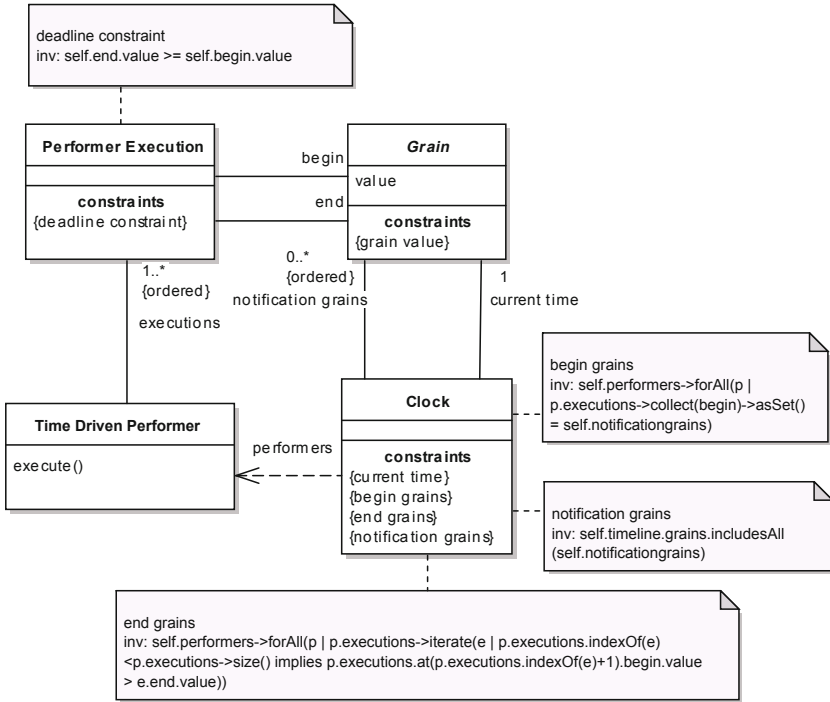 deadline constraint
inv: self.end.value >= self.begin.value
Performer Execution
constraints
{deadline constraint}
begin
end
Grain
value
constraints
{grain value}
1..*
{ordered}
executions
0..*
{ordered}
notification grains
1
current time
Time Driven Performer
execute()
performers
Clock
constraints
{current time}
{begin grains}
{end grains}
{notification grains}
begin grains
inv: self.performers->forAll(p |
p.executions->collect(begin)->asSet()
= self.notificationgrains)
notification grains
inv: self.timeline.grains.includesAll
(self.notificationgrains)
end grains
inv: self.performers->forAll(p | p.executions->iterate(e | p.executions.indexOf(e)
<p.executions->size() implies p.executions.at(p.executions.indexOf(e)+1).begin.value
> e.end.value))